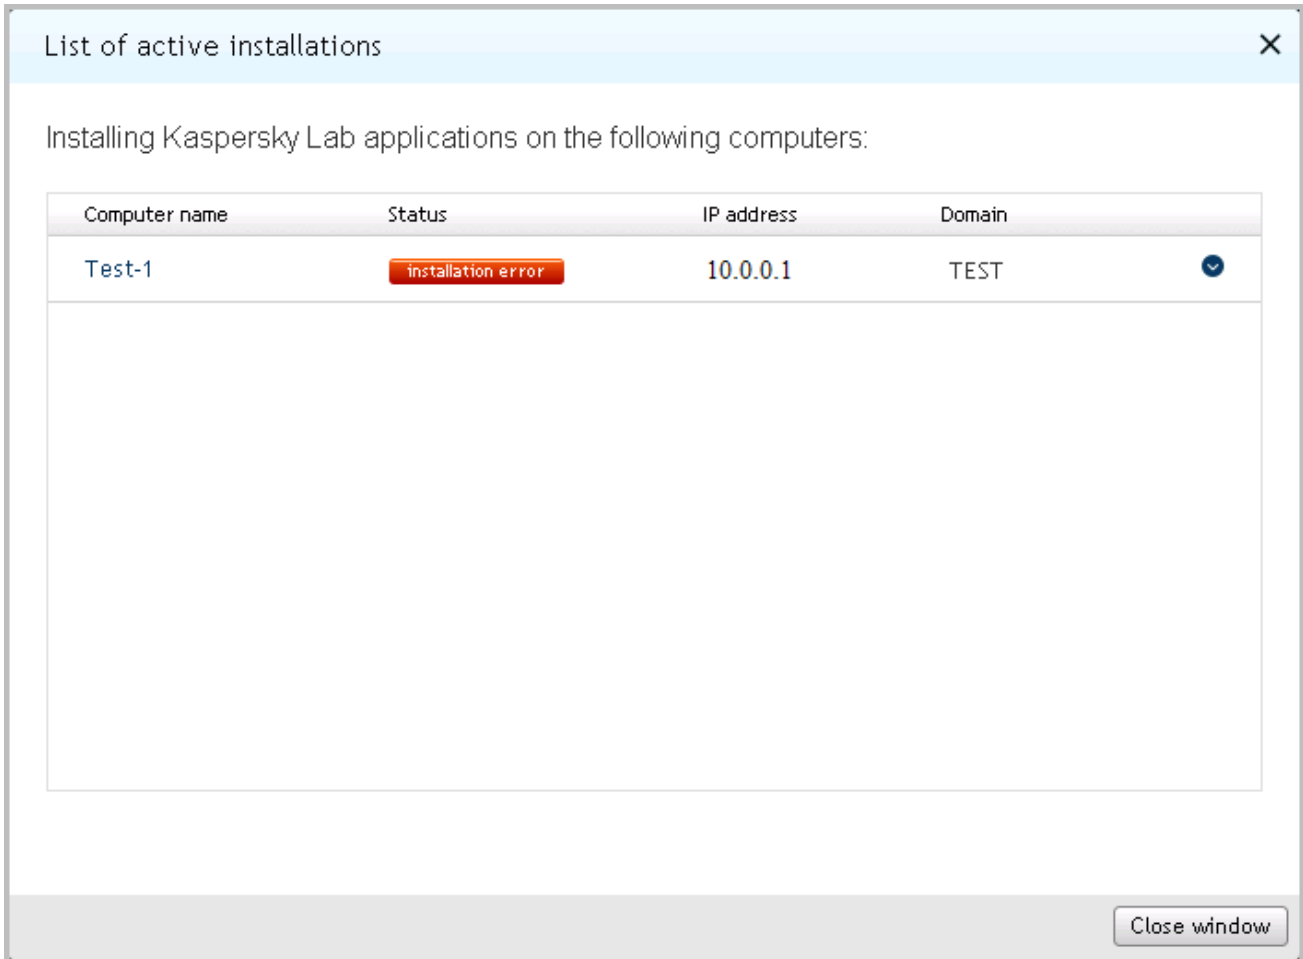 List of active installations
Installing Kaspersky Lab applications on the following computers:
Computer name Status IP address Domain
Test-1 installation error 10.0.0.1 TEST
Close window